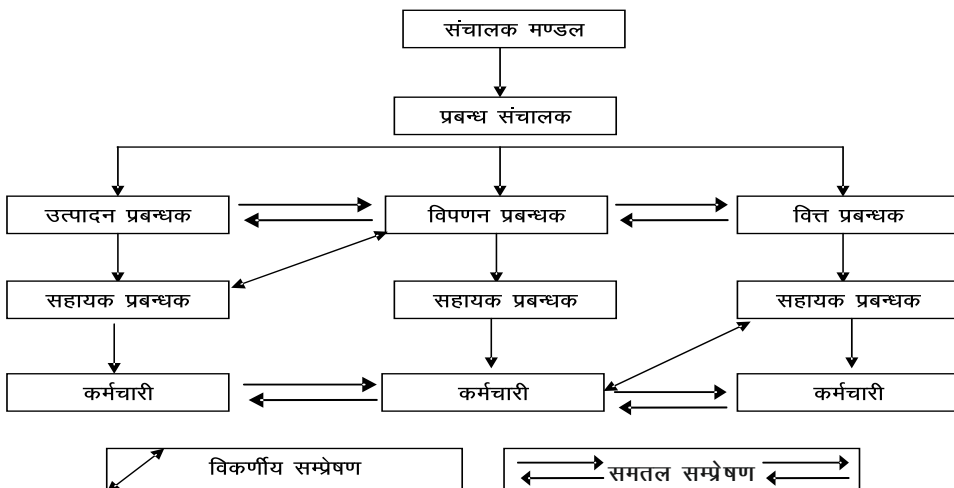 संचालक मण्डल
प्रबन्ध संचालक
उत्पादन प्रबन्धक
विपणन प्रबन्धक
वित्त प्रबन्धक
सहायक प्रबन्धक
सहायक प्रबन्धक
सहायक प्रबन्धक
कर्मचारी
कर्मचारी
कर्मचारी
विकर्णीय सम्प्रेषण
समतल सम्प्रेषण